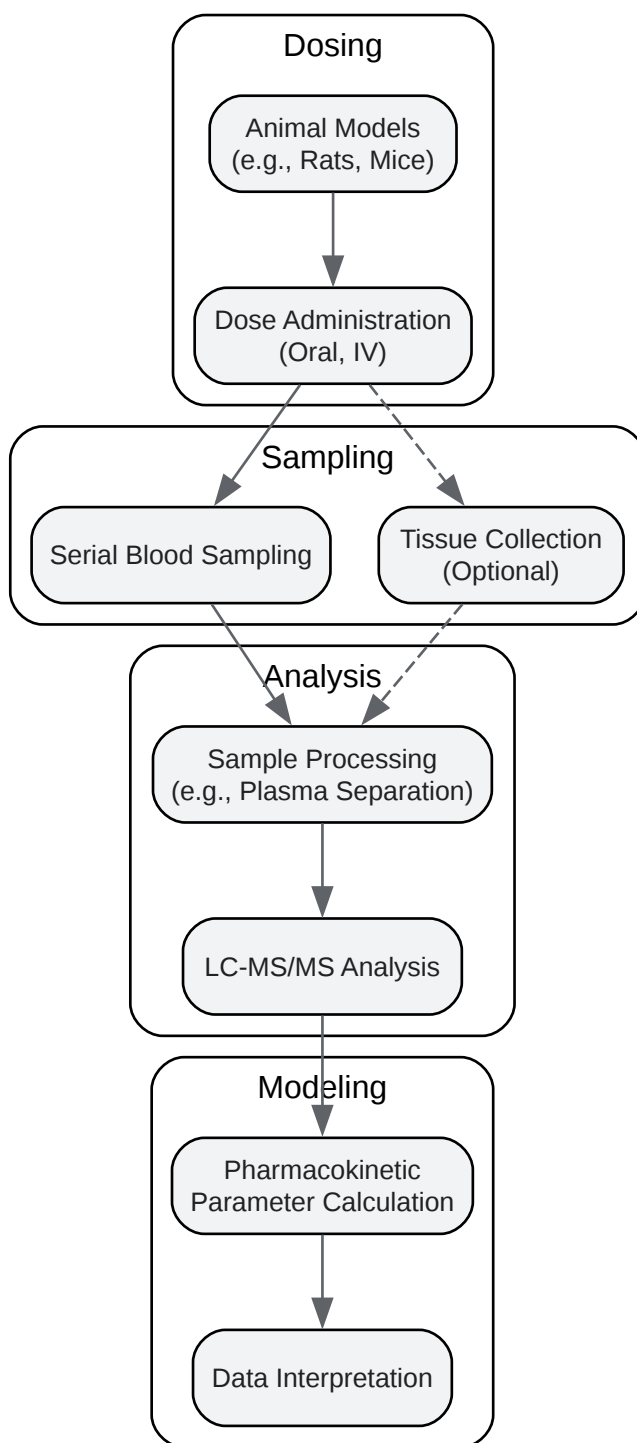 Dosing
Animal Models
(e.g., Rats, Mice)
Dose Administration
(Oral, IV)
Sampling
Serial Blood Sampling
Tissue Collection
(Optional)
Analysis
Sample Processing
(e.g., Plasma Separation)
LC-MS/MS Analysis
Modeling
Pharmacokinetic
Parameter Calculation
Data Interpretation